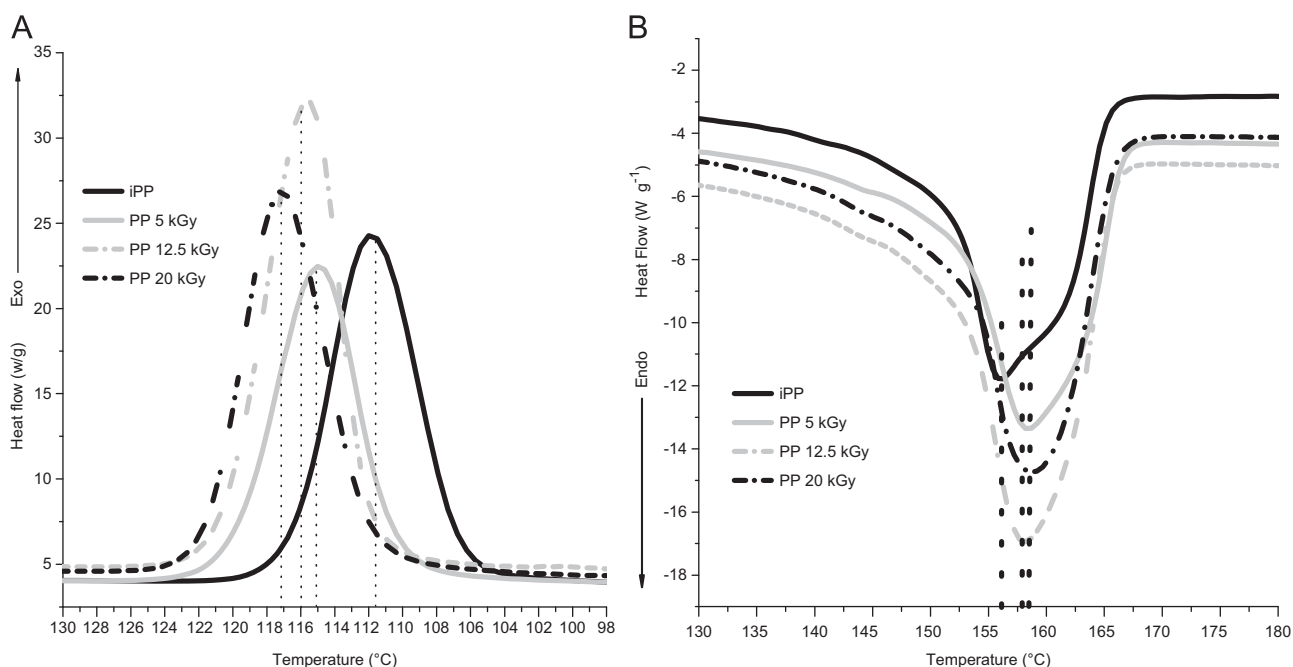 A
35
30
25
20
15
10
5
Exo
Heat flow (w/g)
iPP
PP 5 kGy
PP 12.5 kGy
PP 20 kGy
130 128 126 124 122 120 118 116 114 112 110 108 106 104 102 100 98
Temperature (°C)
B
-2
-4
-6
-8
-10
-12
-14
-16
-18
Heat Flow (W g-1)
Endo
iPP
PP 5 kGy
PP 12.5 kGy
PP 20 kGy
130 135 140 145 150 155 160 165 170 175 180
Temperature (°C)